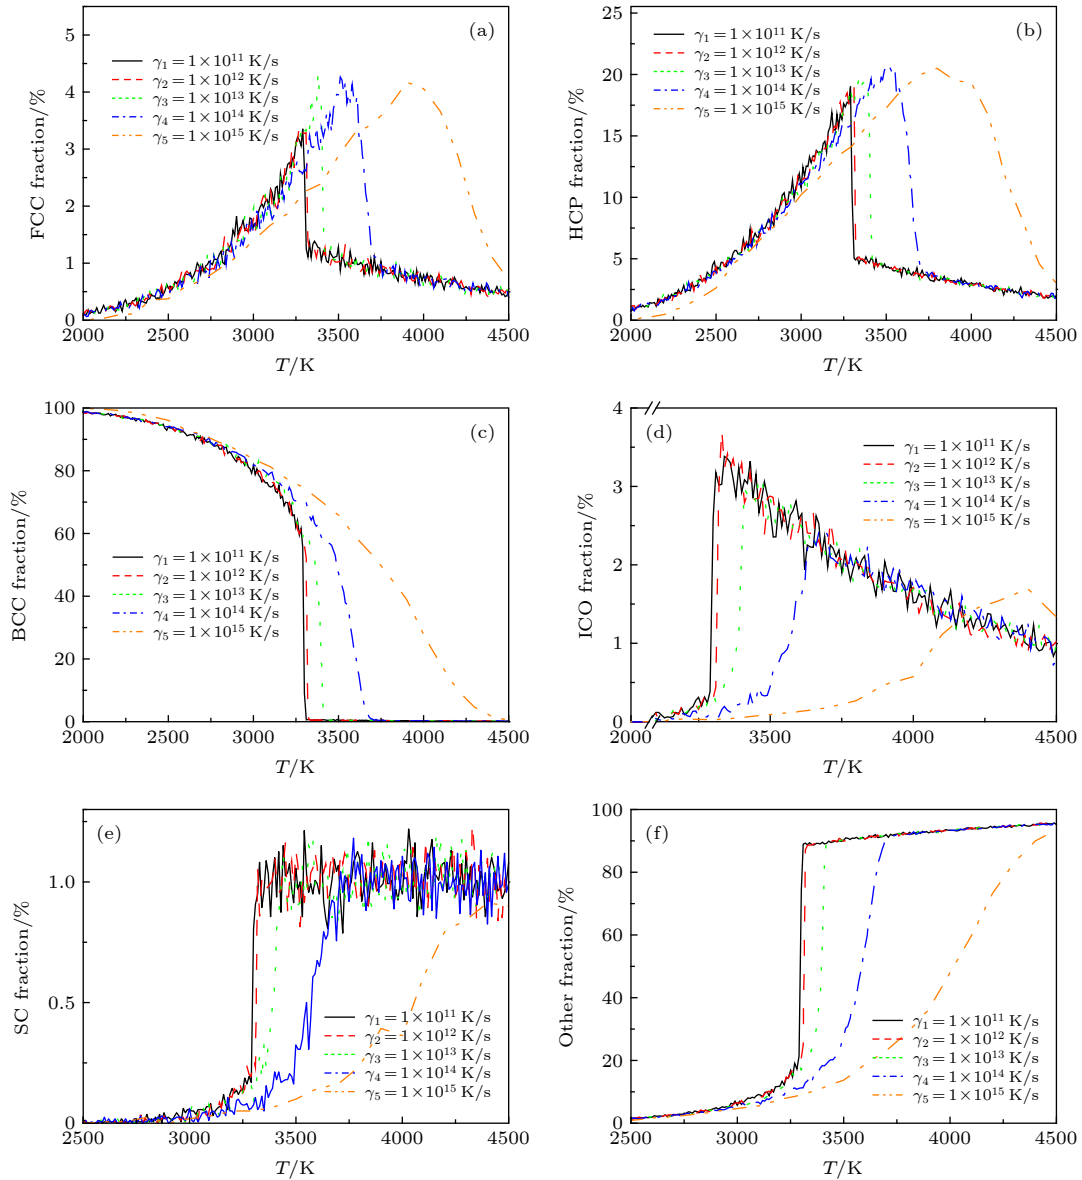 (a)
FCC fraction/%
5
4
3
2
1
0
γ₁=1×10¹¹ K/s
γ₂=1×10¹² K/s
γ₃=1×10¹³ K/s
γ₄=1×10¹⁴ K/s
γ₅=1×10¹⁵ K/s
2000 2500 3000 3500 4000 4500
T/K
(b)
HCP fraction/%
25
20
15
10
5
0
γ₁=1×10¹¹ K/s
γ₂=1×10¹² K/s
γ₃=1×10¹³ K/s
γ₄=1×10¹⁴ K/s
γ₅=1×10¹⁵ K/s
2000 2500 3000 3500 4000 4500
T/K
(c)
BCC fraction/%
100
80
60
40
20
0
γ₁=1×10¹¹ K/s
γ₂=1×10¹² K/s
γ₃=1×10¹³ K/s
γ₄=1×10¹⁴ K/s
γ₅=1×10¹⁵ K/s
2000 2500 3000 3500 4000 4500
T/K
(d)
ICO fraction/%
4
3
2
1
0
γ₁=1×10¹¹ K/s
γ₂=1×10¹² K/s
γ₃=1×10¹³ K/s
γ₄=1×10¹⁴ K/s
γ₅=1×10¹⁵ K/s
2000 3500 4000 4500
T/K
(e)
SC fraction/%
1.0
0.5
0
γ₁=1×10¹¹ K/s
γ₂=1×10¹² K/s
γ₃=1×10¹³ K/s
γ₄=1×10¹⁴ K/s
γ₅=1×10¹⁵ K/s
2500 3000 3500 4000 4500
T/K
(f)
Other fraction/%
100
80
60
40
20
0
γ₁=1×10¹¹ K/s
γ₂=1×10¹² K/s
γ₃=1×10¹³ K/s
γ₄=1×10¹⁴ K/s
γ₅=1×10¹⁵ K/s
2500 3000 3500 4000 4500
T/K